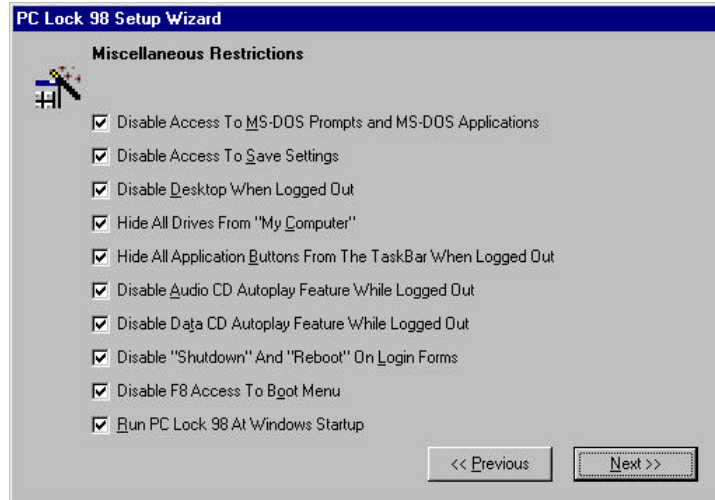 PC Lock 98 Setup Wizard
Miscellaneous Restrictions
Disable Access To MS-DOS Prompts and MS-DOS Applications
Disable Access To Save Settings
Disable Desktop When Logged Out
Hide All Drives From "My Computer"
Hide All Application Buttons From The TaskBar When Logged Out
Disable Audio CD Autoplay Feature While Logged Out
Disable Data CD Autoplay Feature While Logged Out
Disable "Shutdown" And "Reboot" On Login Forms
Disable F8 Access To Boot Menu
Run PC Lock 98 At Windows Startup
<< Previous Next >>